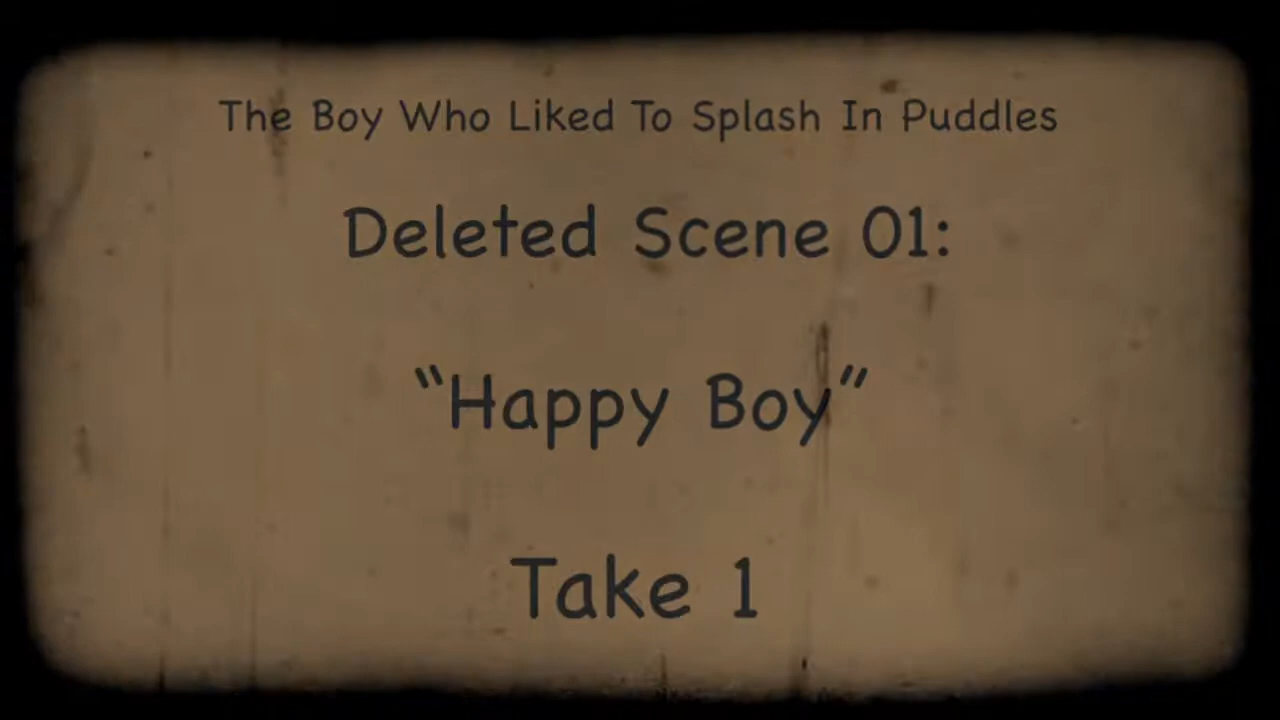 The Boy Who Liked To Splash In Puddles
Deleted Scene 01:
“Happy Boy”
Take 1